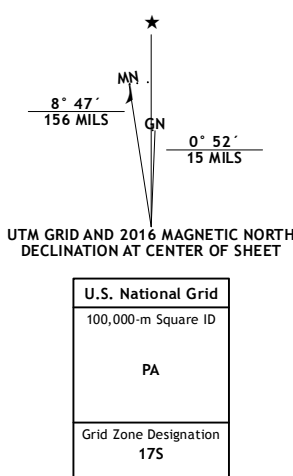 MN
8° 47´
156 MILS
GN
0° 52´
15 MILS
UTM GRID AND 2016 MAGNETIC NORTH
DECLINATION AT CENTER OF SHEET
U.S. National Grid
100,000-m Square ID
PA
Grid Zone Designation
17S